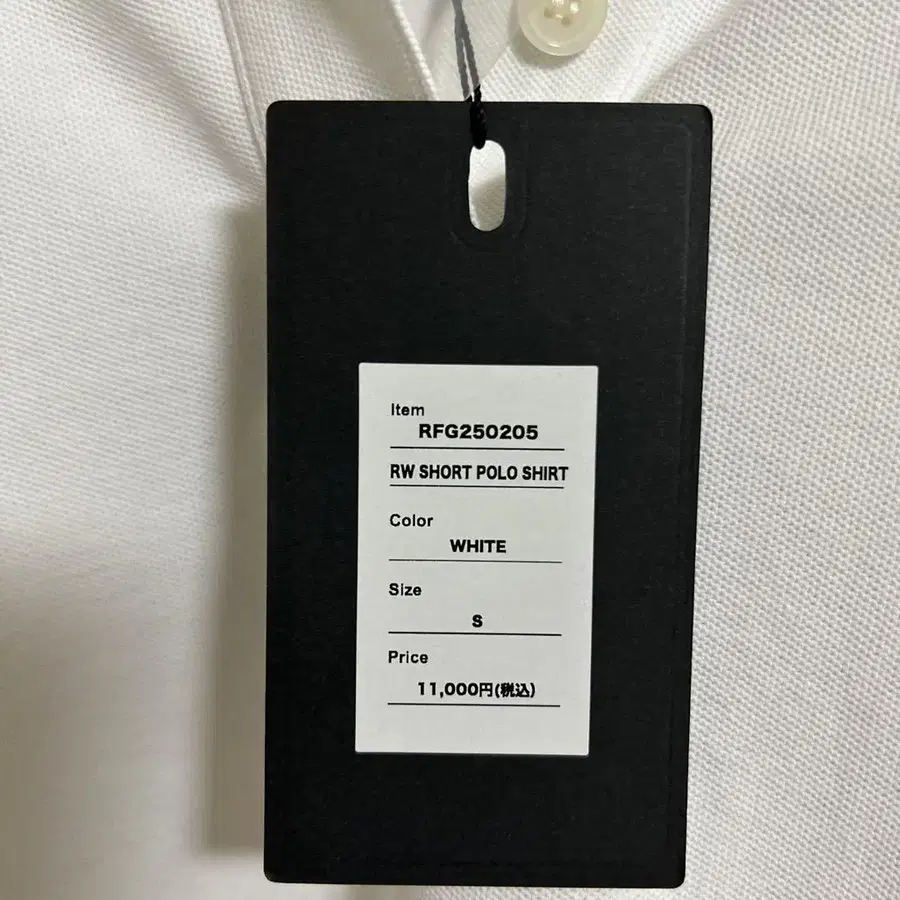 Item
RFG250205
RW SHORT POLO SHIRT
Color
WHITE
Size
S
Price
11,000円(税込)